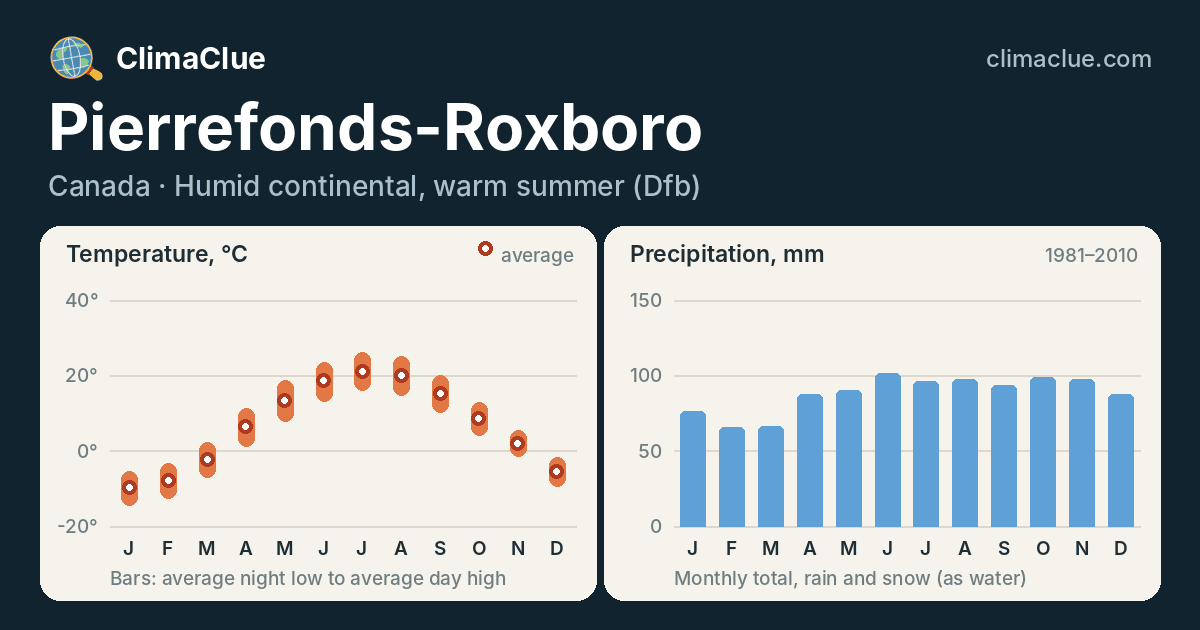 ClimaClue
climaclue.com
Pierrefonds-Roxboro
Canada · Humid continental, warm summer (Dfb)
Temperature, °C
average
40°
20°
0°
-20°
J F M A M J J A S O N D
Bars: average night low to average day high
Precipitation, mm
1981–2010
150
100
50
0
J F M A M J J A S O N D
Monthly total, rain and snow (as water)